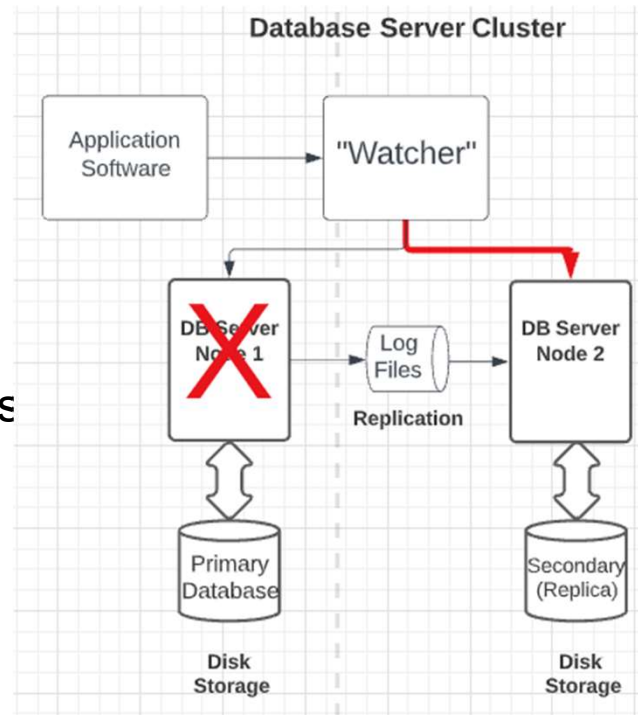 Database Server Cluster
Application
Software
"Watcher"
DB Server
Node 1
Log
Files
Replication
DB Server
Node 2
s
Primary
Database
Secondary
(Replica)
Disk
Storage
Disk
Storage